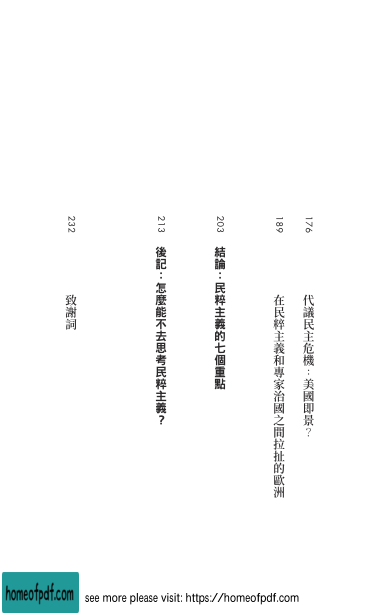 176 代議民主危機：美國即景？
189 在民粹主義和專家治國之間拉扯的歐洲
203 結論：民粹主義的七個重點
213 後記：怎麼能不去思考民粹主義？
232 致謝詞
homeofpdf.com
see more please visit: https://homeofpdf.com